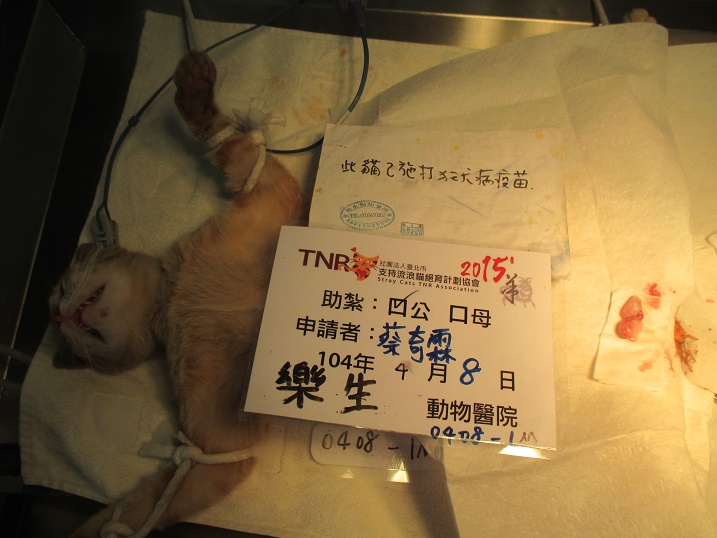 此貓已施打狂犬病疫苗.
TNR
社團法人臺北市
支持流浪貓絕育計劃協會
Stray Cats TNR Association
2015'
助紮：☑公 口母
申請者：蔡奇霖
104年 4 月 8 日
樂生 動物醫院
0408-1M
0408-1M